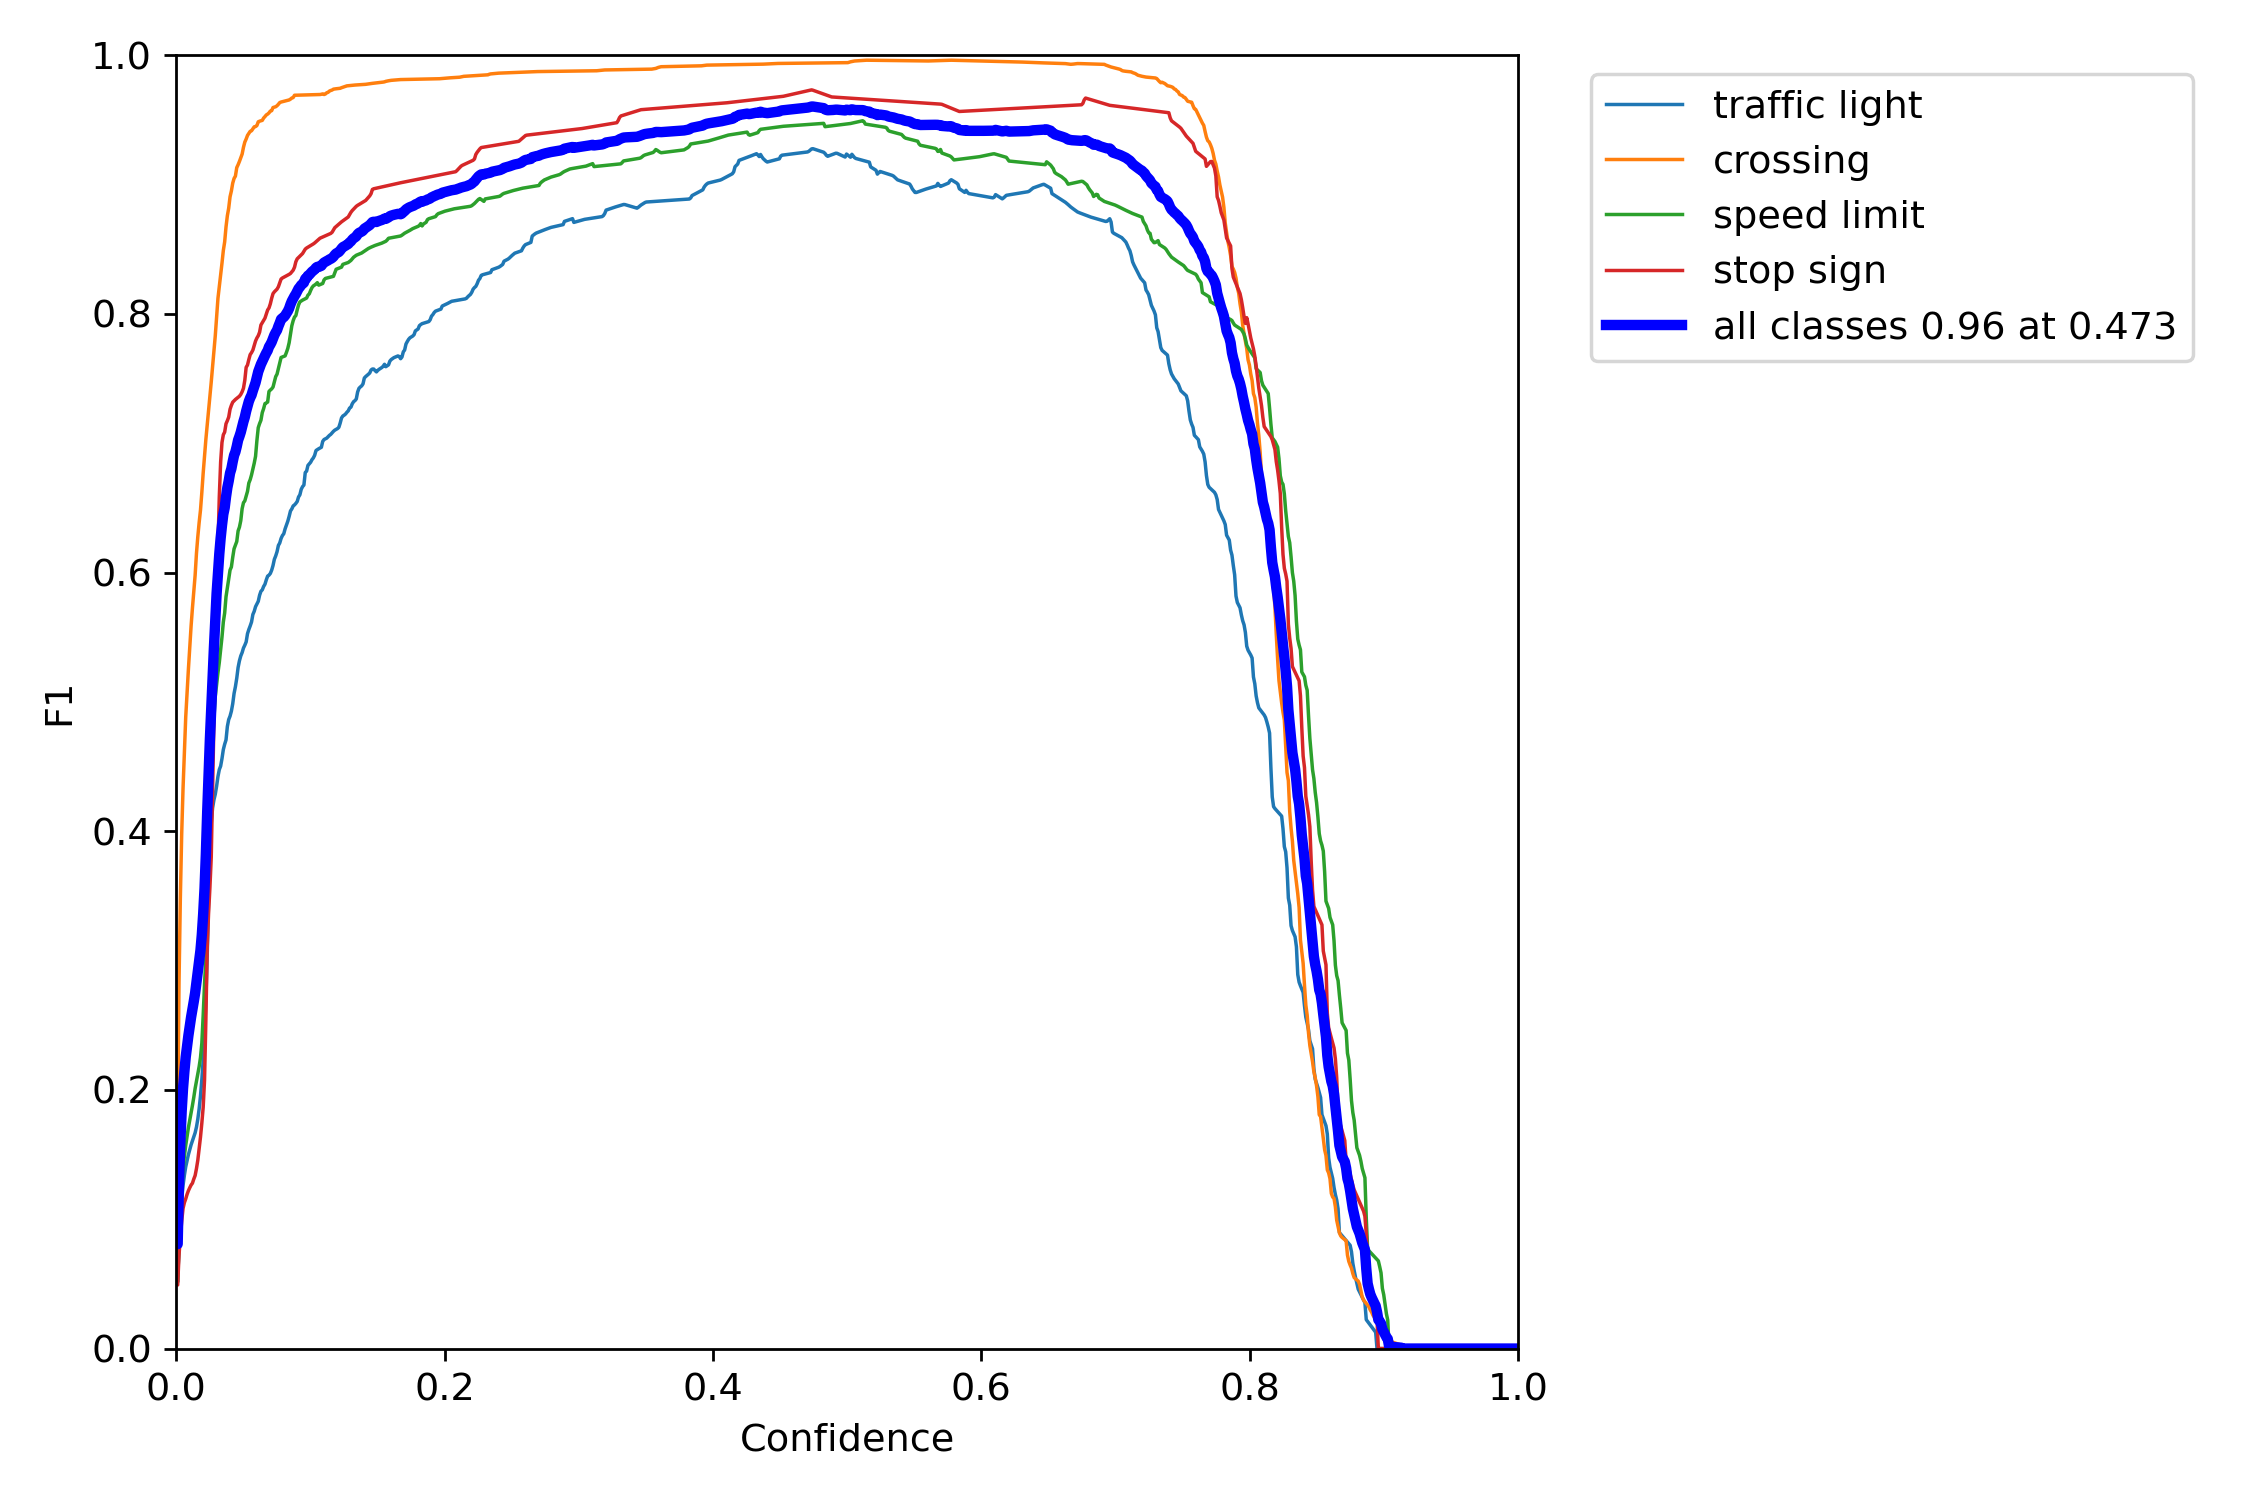 1.0
0.8
0.6
0.4
0.2
0.0
F1
0.0 0.2 0.4 0.6 0.8 1.0
Confidence
traffic light
crossing
speed limit
stop sign
all classes 0.96 at 0.473